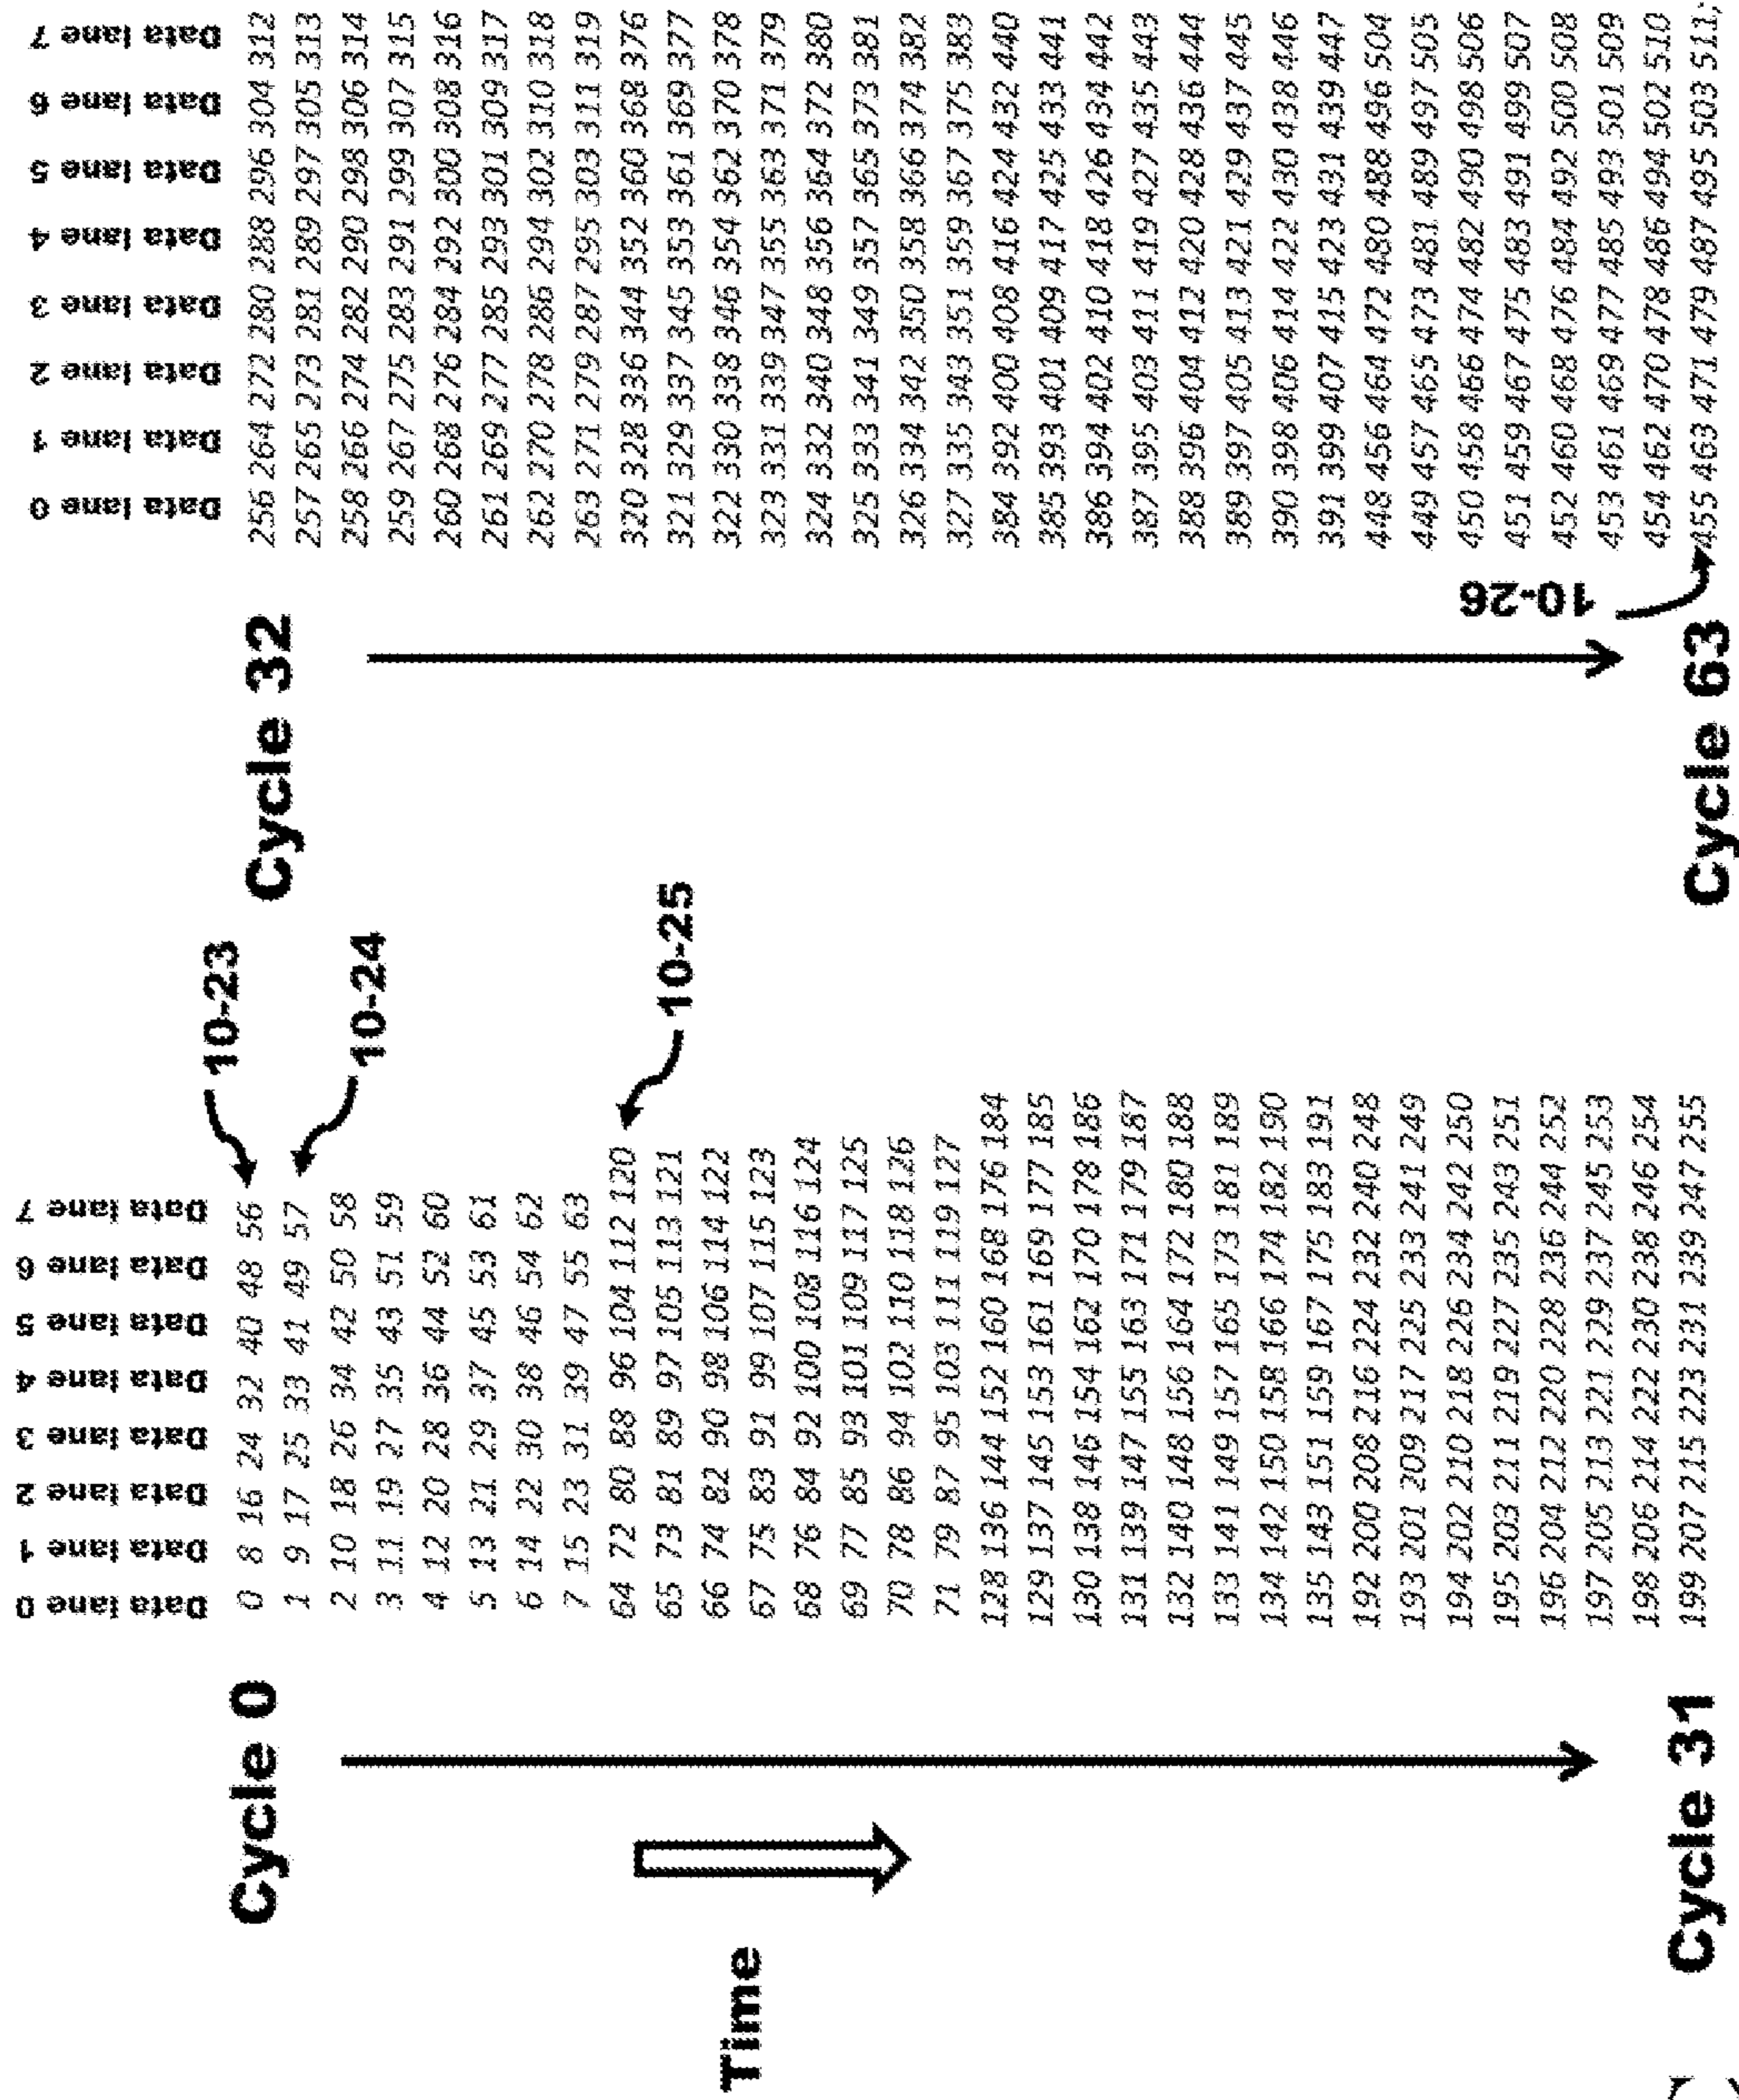 Time
Cycle 0
Cycle 31
Data lane 0
Data lane 1
Data lane 2
Data lane 3
Data lane 4
Data lane 5
Data lane 6
Data lane 7
0 8 16 24 32 40 48 56
1 9 17 25 33 41 49 57
2 10 18 26 34 42 50 58
3 11 19 27 35 43 51 59
4 12 20 28 36 44 52 60
5 13 21 29 37 45 53 61
6 14 22 30 38 46 54 62
7 15 23 31 39 47 55 63
64 72 80 88 96 104 112 120
65 73 81 89 97 105 113 121
66 74 82 90 98 106 114 122
67 75 83 91 99 107 115 123
68 76 84 92 100 108 116 124
69 77 85 93 101 109 117 125
70 78 86 94 102 110 118 126
71 79 87 95 103 111 119 127
128 136 144 152 160 168 176 184
129 137 145 153 161 169 177 185
130 138 146 154 162 170 178 186
131 139 147 155 163 171 179 187
132 140 148 156 164 172 180 188
133 141 149 157 165 173 181 189
134 142 150 158 166 174 182 190
135 143 151 159 167 175 183 191
192 200 208 216 224 232 240 248
193 201 209 217 225 233 241 249
194 202 210 218 226 234 242 250
195 203 211 219 227 235 243 251
196 204 212 220 228 236 244 252
197 205 213 221 229 237 245 253
198 206 214 222 230 238 246 254
199 207 215 223 231 239 247 255
10-23
10-24
10-25
Cycle 32
Cycle 63
10-26
Data lane 0
Data lane 1
Data lane 2
Data lane 3
Data lane 4
Data lane 5
Data lane 6
Data lane 7
256 264 272 280 288 296 304 312
257 265 273 281 289 297 305 313
258 266 274 282 290 298 306 314
259 267 275 283 291 299 307 315
260 268 276 284 292 300 308 316
261 269 277 285 293 301 309 317
262 270 278 286 294 302 310 318
263 271 279 287 295 303 311 319
320 328 336 344 352 360 368 376
321 329 337 345 353 361 369 377
322 330 338 346 354 362 370 378
323 331 339 347 355 363 371 379
324 332 340 348 356 364 372 380
325 333 341 349 357 365 373 381
326 334 342 350 358 366 374 382
327 335 343 351 359 367 375 383
384 392 400 408 416 424 432 440
385 393 401 409 417 425 433 441
386 394 402 410 418 426 434 442
387 395 403 411 419 427 435 443
388 396 404 412 420 428 436 444
389 397 405 413 421 429 437 445
390 398 406 414 422 430 438 446
391 399 407 415 423 431 439 447
448 456 464 472 480 488 496 504
449 457 465 473 481 489 497 505
450 458 466 474 482 490 498 506
451 459 467 475 483 491 499 507
452 460 468 476 484 492 500 508
453 461 469 477 485 493 501 509
454 462 470 478 486 494 502 510
455 463 471 479 487 495 503 511;